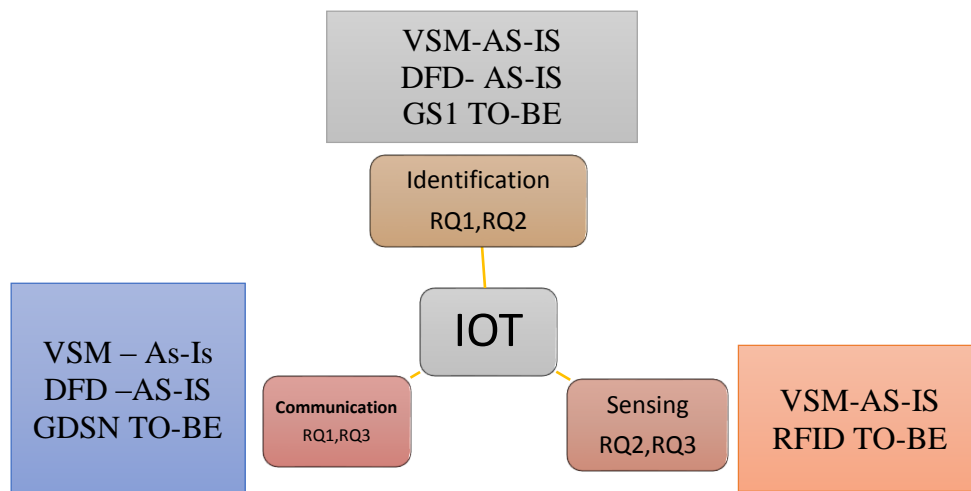 VSM-AS-IS
DFD- AS-IS
GS1 TO-BE
Identification
RQ1,RQ2
IOT
VSM – As-Is
DFD –AS-IS
GDSN TO-BE
Communication
RQ1,RQ3
Sensing
RQ2,RQ3
VSM-AS-IS
RFID TO-BE